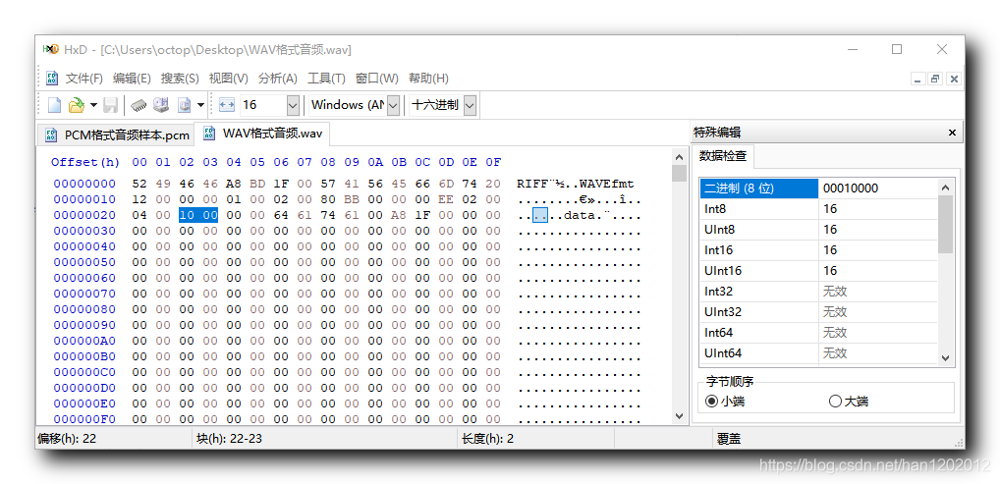 HxD - [C:\Users\octop\Desktop\WAV格式音频.wav]
文件(F) 编辑(E) 搜索(S) 视图(V) 分析(A) 工具(T) 窗口(W) 帮助(H)
16 Windows (AN 十六进制
PCM格式音频样本.pcm WAV格式音频.wav
Offset(h) 00 01 02 03 04 05 06 07 08 09 0A 0B 0C 0D 0E 0F
00000000 52 49 46 46 A8 BD 1F 00 57 41 56 45 66 6D 74 20 RIFF¨½..WAVEfmt
00000010 12 00 00 00 01 00 02 00 80 BB 00 00 00 EE 02 00 ........€»...î..
00000020 04 00 10 00 00 00 64 61 74 61 00 A8 1F 00 00 00 ......data.¨....
00000030 00 00 00 00 00 00 00 00 00 00 00 00 00 00 00 00 ................
00000040 00 00 00 00 00 00 00 00 00 00 00 00 00 00 00 00 ................
00000050 00 00 00 00 00 00 00 00 00 00 00 00 00 00 00 00 ................
00000060 00 00 00 00 00 00 00 00 00 00 00 00 00 00 00 00 ................
00000070 00 00 00 00 00 00 00 00 00 00 00 00 00 00 00 00 ................
00000080 00 00 00 00 00 00 00 00 00 00 00 00 00 00 00 00 ................
00000090 00 00 00 00 00 00 00 00 00 00 00 00 00 00 00 00 ................
000000A0 00 00 00 00 00 00 00 00 00 00 00 00 00 00 00 00 ................
000000B0 00 00 00 00 00 00 00 00 00 00 00 00 00 00 00 00 ................
000000C0 00 00 00 00 00 00 00 00 00 00 00 00 00 00 00 00 ................
000000D0 00 00 00 00 00 00 00 00 00 00 00 00 00 00 00 00 ................
000000E0 00 00 00 00 00 00 00 00 00 00 00 00 00 00 00 00 ................
000000F0 00 00 00 00 00 00 00 00 00 00 00 00 00 00 00 00 ................
特殊编辑
数据检查
二进制 (8 位) 00010000
Int8 16
UInt8 16
Int16 16
UInt16 16
Int32 无效
UInt32 无效
Int64 无效
UInt64 无效
字节顺序
小端 大端
偏移(h): 22 块(h): 22-23 长度(h): 2 覆盖
https://blog.csdn.net/han1202012